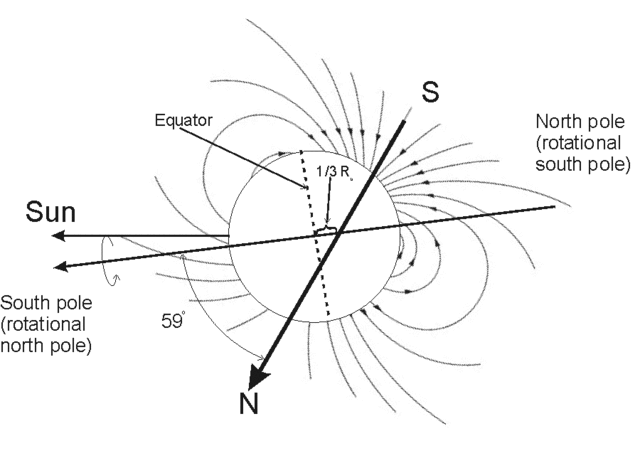 S
Equator
North pole
(rotational
south pole)
1/3 R.
Sun
South pole
(rotational
north pole)
59°
N